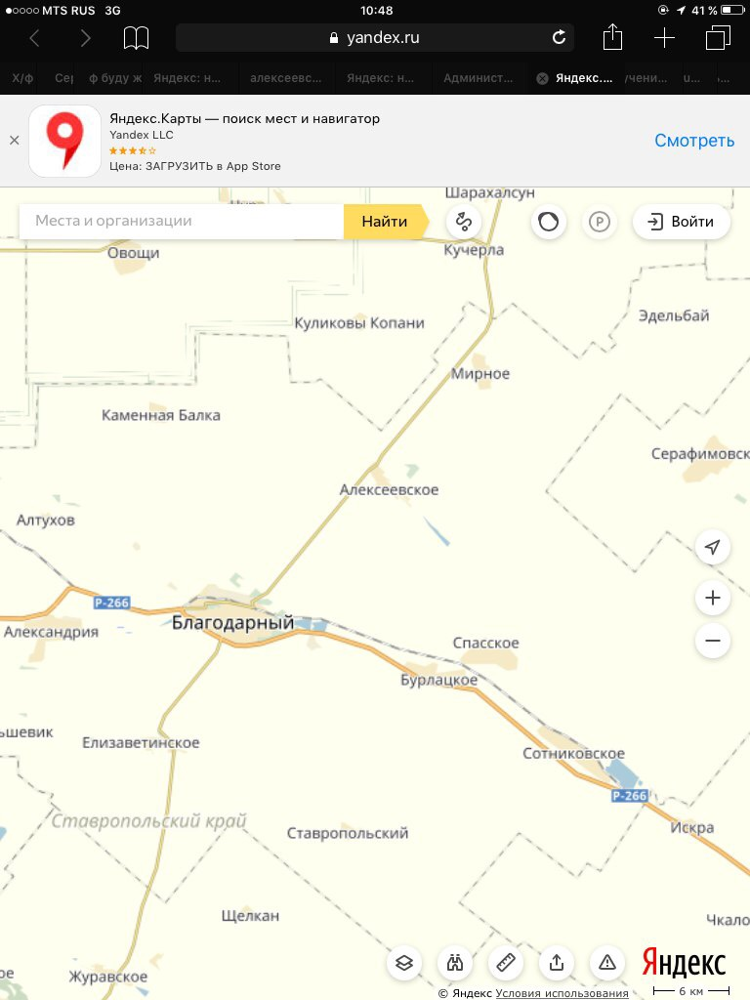 MTS RUS 3G 10:48 41 %
yandex.ru
Х/ф
ф буду ж
Яндекс: н...
алексеевс...
Яндекс: н...
Админист...
Яндекс....
Яндекс.Карты — поиск мест и навигатор
Yandex LLC
Цена: ЗАГРУЗИТЬ в App Store
Смотреть
Шарахалсун
Места и организации
Найти
P
Войти
Овощи
Кучерла
Куликовы Копани
Эдельбай
Мирное
Каменная Балка
Серафимовск
Алексеевское
Алтухов
Р-266
Благодарный
Александрия
Спасское
Бурлацкое
ьшевик
Елизаветинское
Сотниковское
Р-266
Ставропольский край
Ставропольский
Искра
Щелкан
Чкало
ое
Журавское
Яндекс
© Яндекс Условия использования
6 км